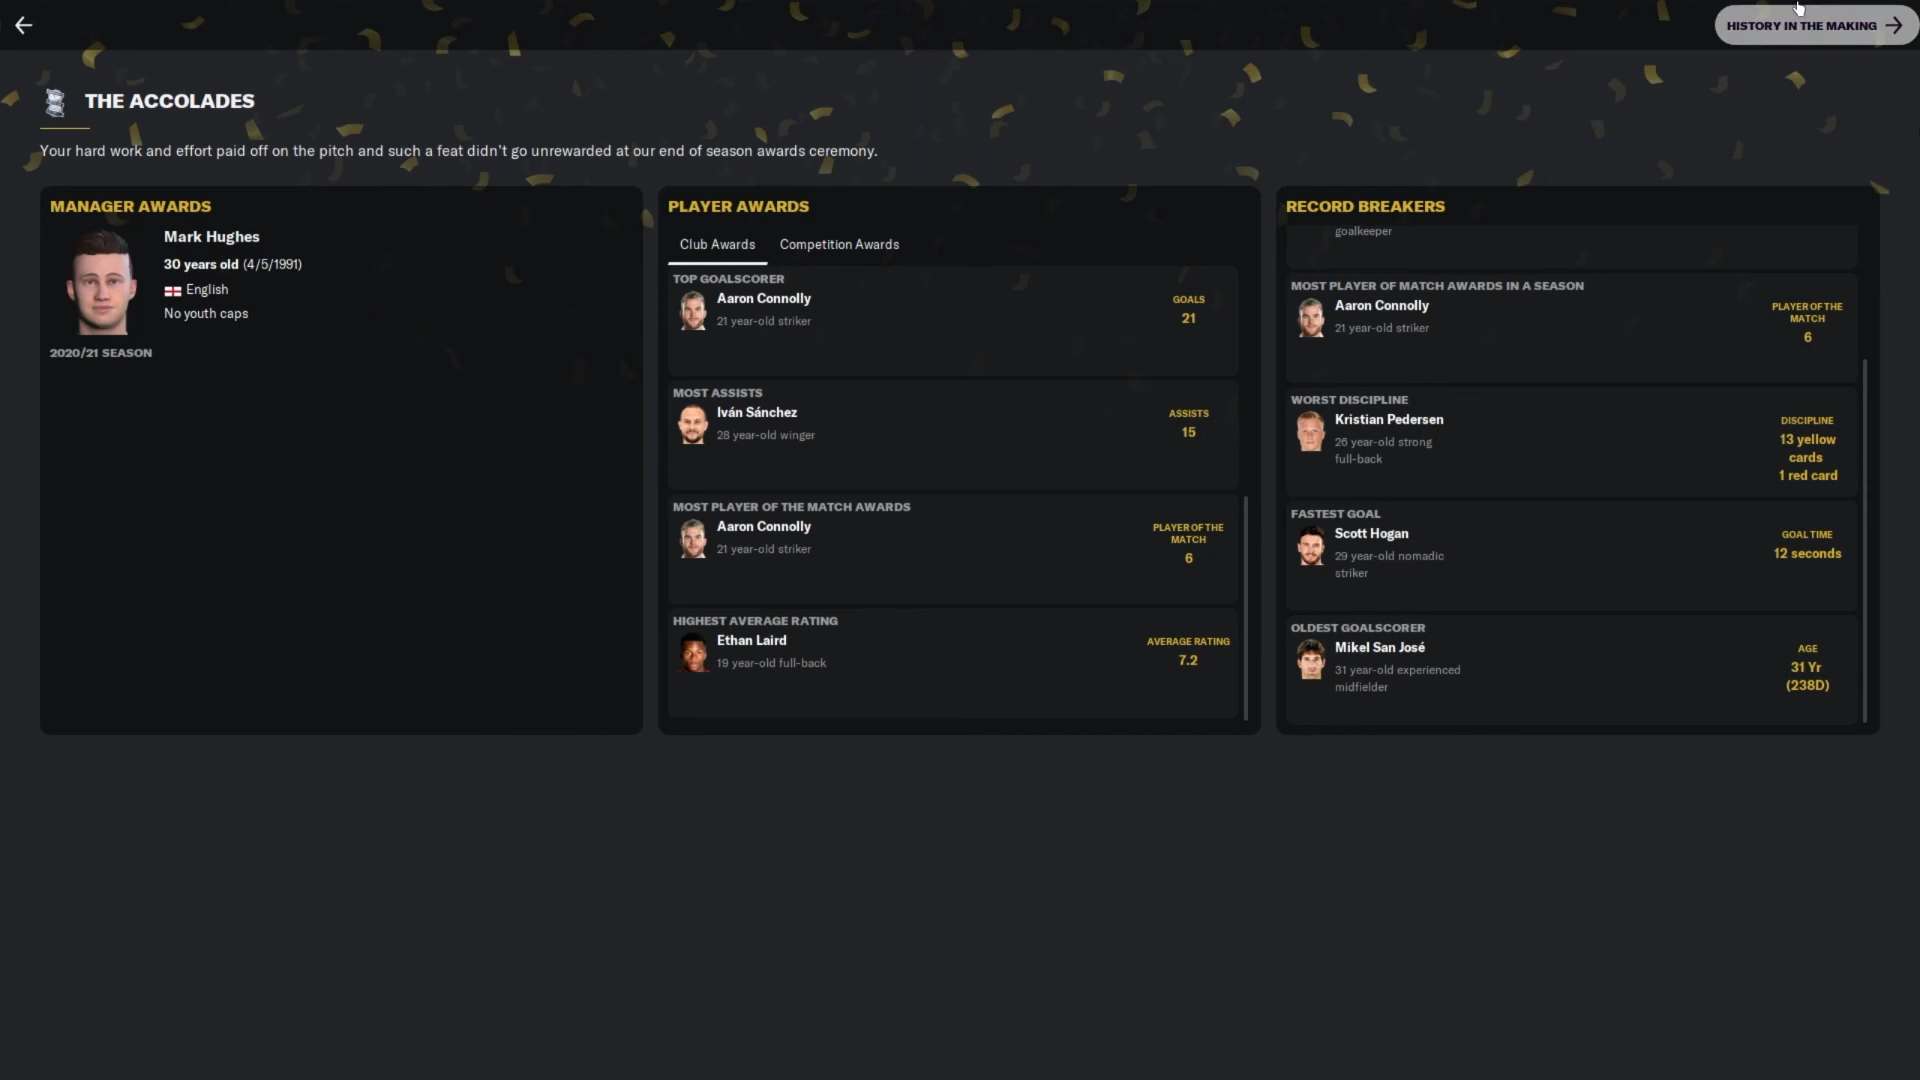 HISTORY IN THE MAKING
THE ACCOLADES
Your hard work and effort paid off on the pitch and such a feat didn't go unrewarded at our end of season awards ceremony.
MANAGER AWARDS
Mark Hughes
30 years old (4/5/1991)
English
No youth caps
2020/21 SEASON
PLAYER AWARDS
Club Awards
Competition Awards
TOP GOALSCORER
Aaron Connolly
21 year-old striker
GOALS
21
MOST ASSISTS
Iván Sánchez
28 year-old winger
ASSISTS
15
MOST PLAYER OF THE MATCH AWARDS
Aaron Connolly
21 year-old striker
PLAYER OF THE
MATCH
6
HIGHEST AVERAGE RATING
Ethan Laird
19 year-old full-back
AVERAGE RATING
7.2
RECORD BREAKERS
goalkeeper
MOST PLAYER OF MATCH AWARDS IN A SEASON
Aaron Connolly
21 year-old striker
PLAYER OF THE
MATCH
6
WORST DISCIPLINE
Kristian Pedersen
26 year-old strong
full-back
DISCIPLINE
13 yellow
cards
1 red card
FASTEST GOAL
Scott Hogan
29 year-old nomadic
striker
GOAL TIME
12 seconds
OLDEST GOALSCORER
Mikel San José
31 year-old experienced
midfielder
AGE
31 Yr
(238D)